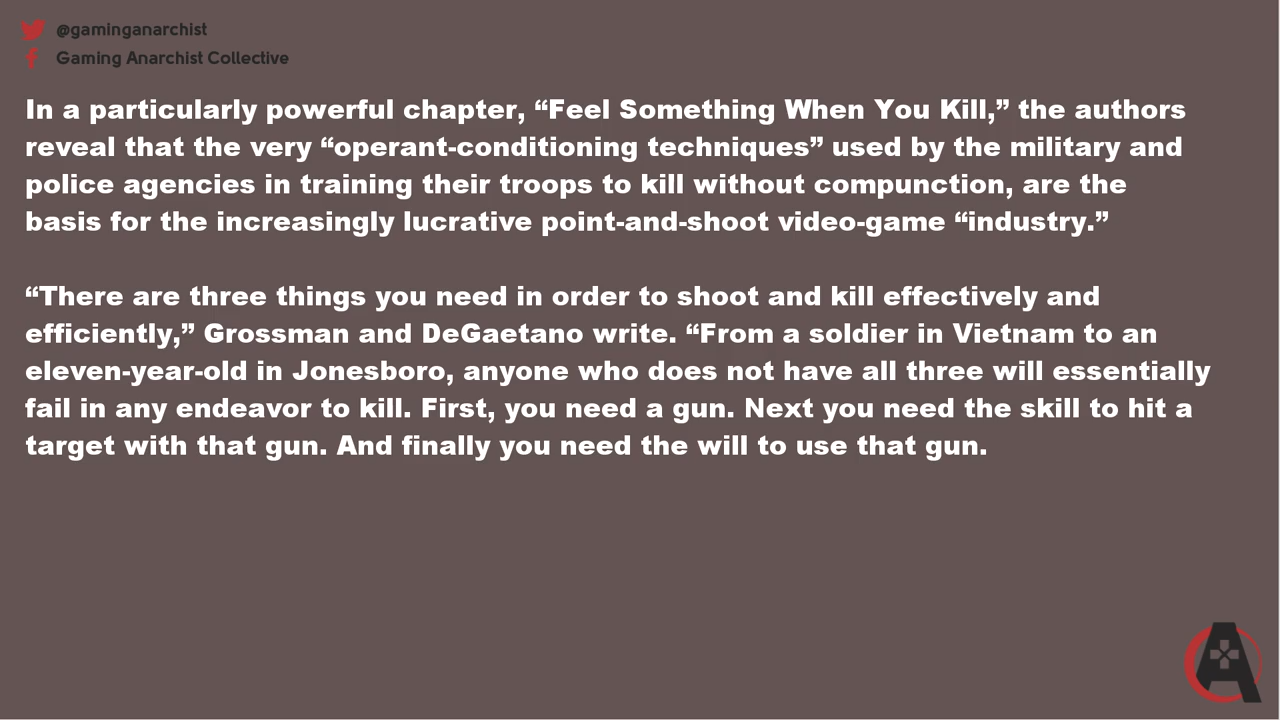 @gaminganarchist
Gaming Anarchist Collective
In a particularly powerful chapter, “Feel Something When You Kill,” the authors
reveal that the very “operant-conditioning techniques” used by the military and
police agencies in training their troops to kill without compunction, are the
basis for the increasingly lucrative point-and-shoot video-game “industry.”
“There are three things you need in order to shoot and kill effectively and
efficiently,” Grossman and DeGaetano write. “From a soldier in Vietnam to an
eleven-year-old in Jonesboro, anyone who does not have all three will essentially
fail in any endeavor to kill. First, you need a gun. Next you need the skill to hit a
target with that gun. And finally you need the will to use that gun.